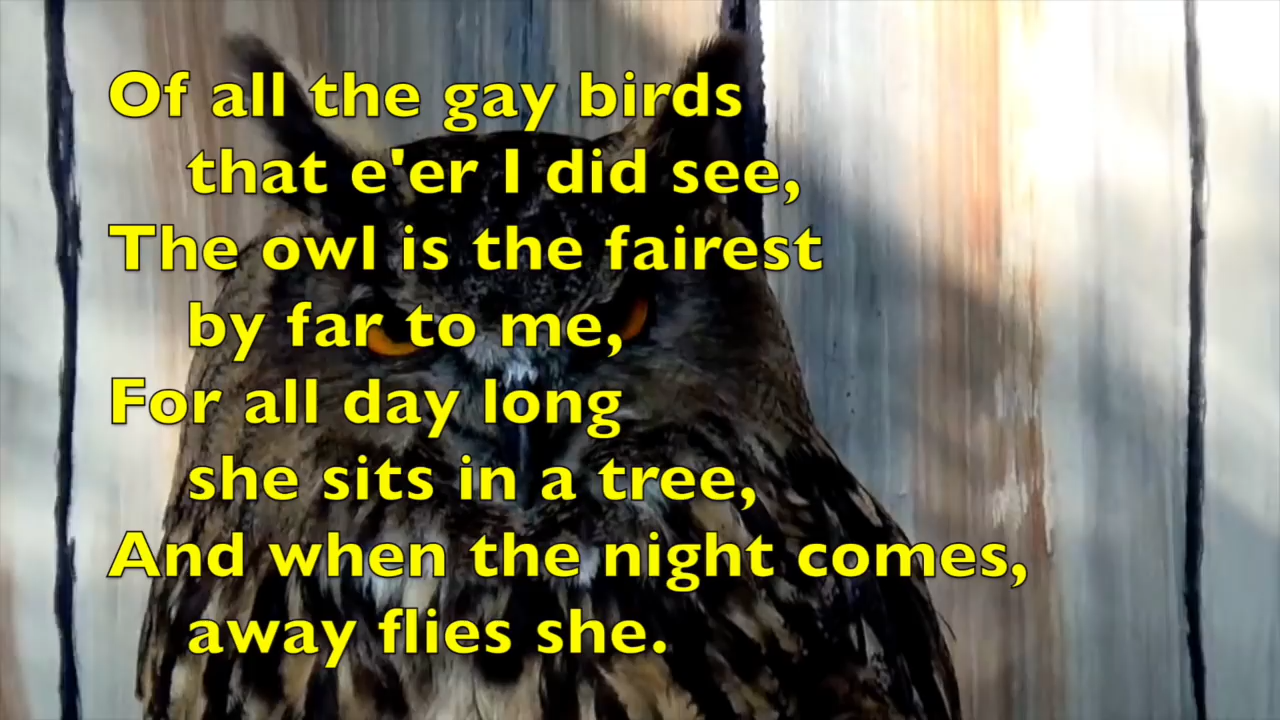 Of all the gay birds
that e'er I did see,
The owl is the fairest
by far to me,
For all day long
she sits in a tree,
And when the night comes,
away flies she.